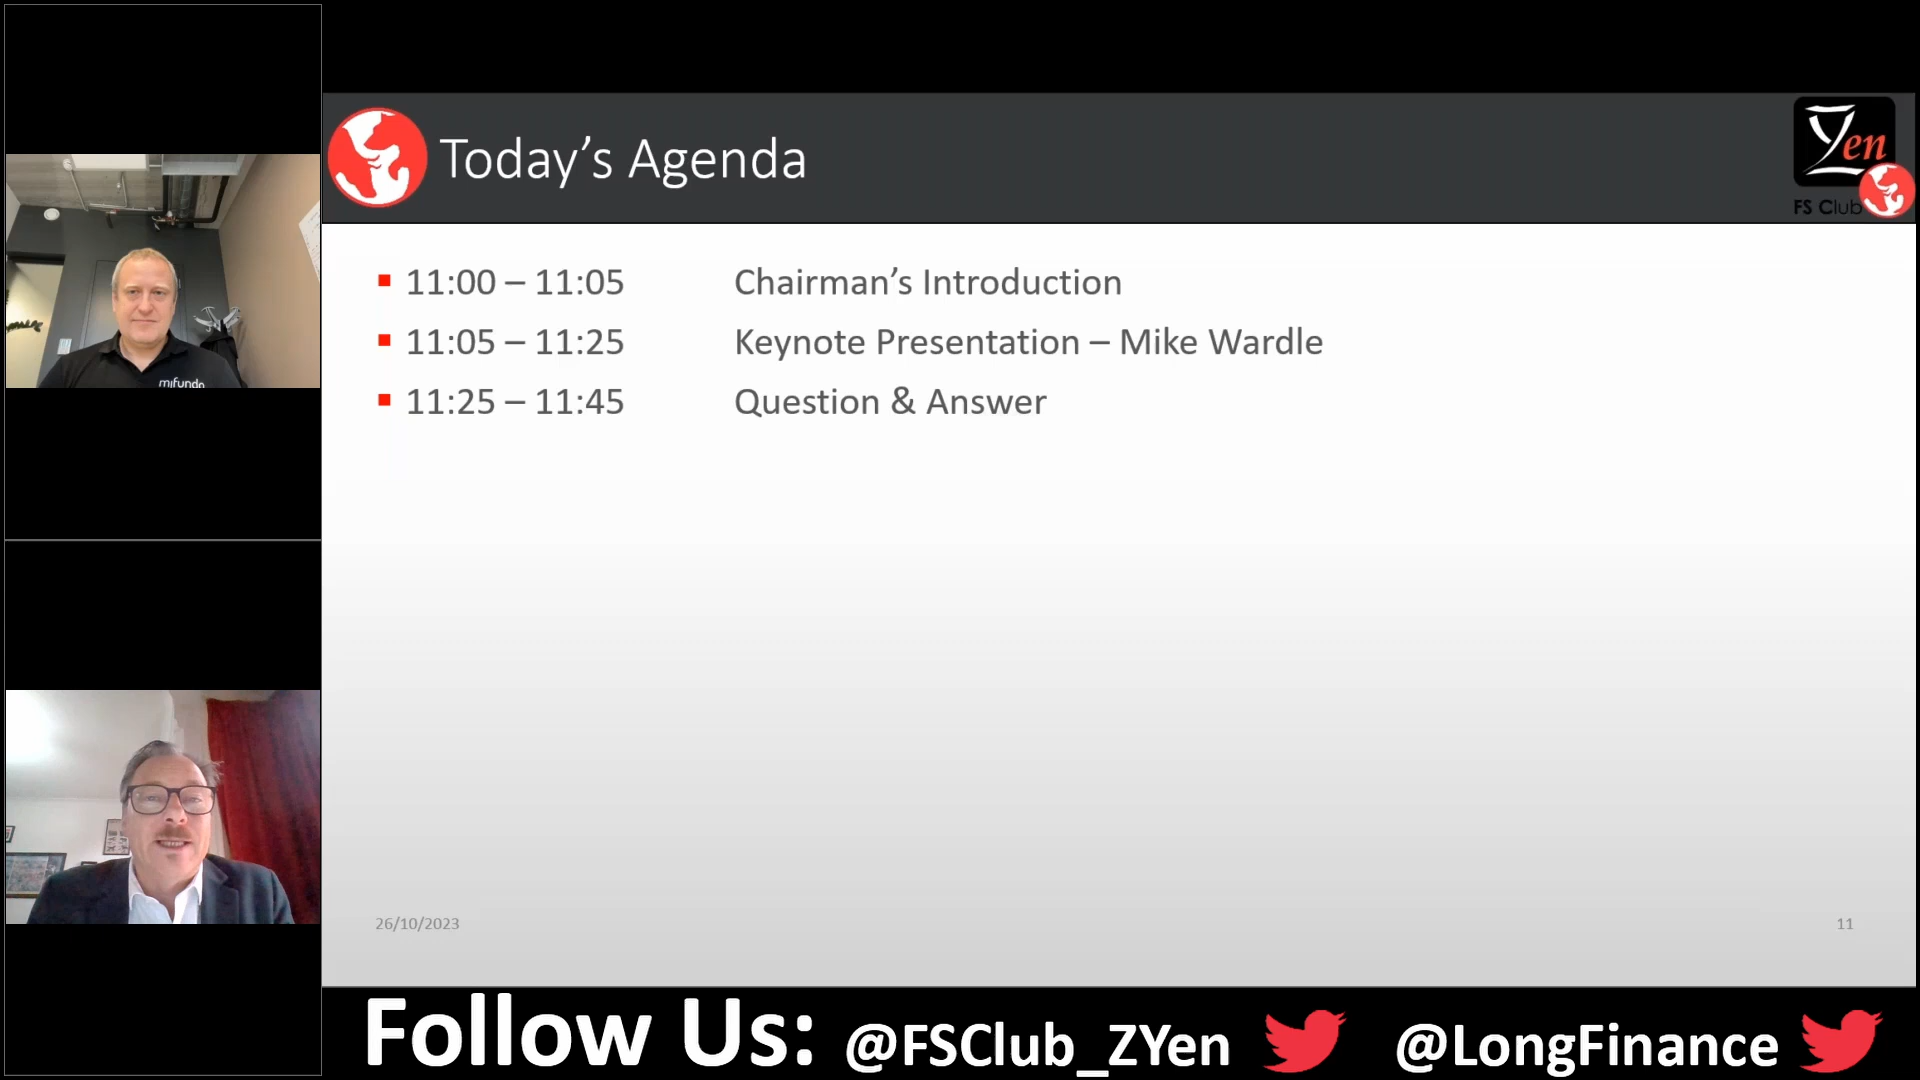 Today's Agenda
Zen
FS Club
11:00 – 11:05 Chairman's Introduction
11:05 – 11:25 Keynote Presentation – Mike Wardle
11:25 – 11:45 Question & Answer
mifundo
26/10/2023
11
Follow Us: @FSClub_ZYen @LongFinance